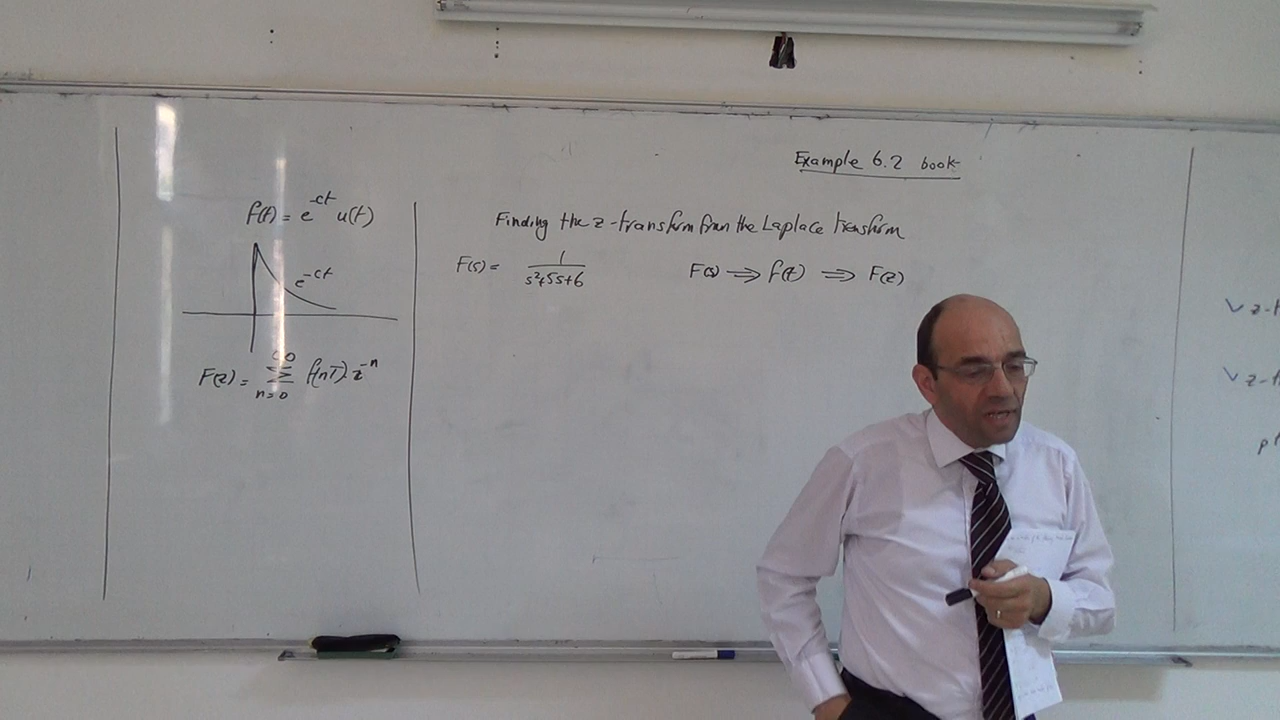 f(t) = e^-ct u(t)
e^-ct
F(z) = ∞ Σ n=0 f(nT) z^-n
Example 6.2 book
Finding the z-transform from the Laplace transform
F(s) = 1 / s²+5s+6
F(s) ⇒ f(t) ⇒ F(z)
z-
z-